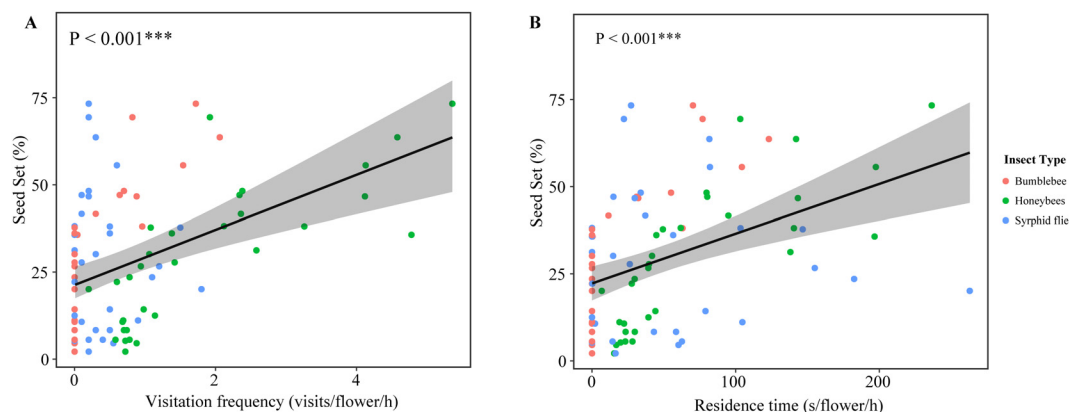 A
P < 0.001***
75
50
25
0
Seed Set (%)
0
2
4
Visitation frequency (visits/flower/h)
B
P < 0.001***
75
50
25
0
Seed Set (%)
0
100
200
Residence time (s/flower/h)
Insect Type
Bumblebee
Honeybees
Syrphid flie